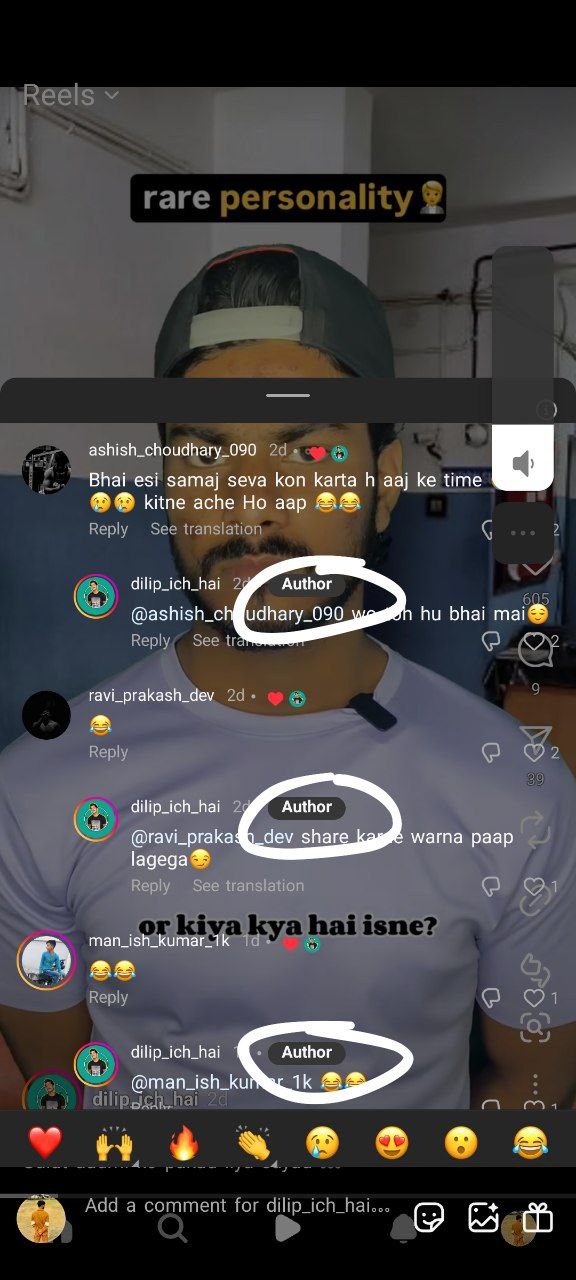 Reels
rare personality
ashish_choudhary_090 2d
Bhai esi samaj seva kon karta h aaj ke time
😢😢 kitne ache Ho aap 😂😂
Reply See translation
2
dilip_ich_hai 2d Author
@ashish_choudhary_090 wo toh hu bhai mai😌
605
Reply See translation
2
9
ravi_prakash_dev 2d
😂
Reply
2
39
dilip_ich_hai 2d Author
@ravi_prakash_dev share karde warna paap
lagega😏
Reply See translation
1
or kiya kya hai isne?
man_ish_kumar_1k 1d
😂😂
Reply
1
dilip_ich_hai Author
@man_ish_kumar_1k 😂😂
dilip_ich_hai 2d
Reply
1
❤️ 🙌 🔥 👏 😢 😍 😮 😂
Add a comment for dilip_ich_hai...